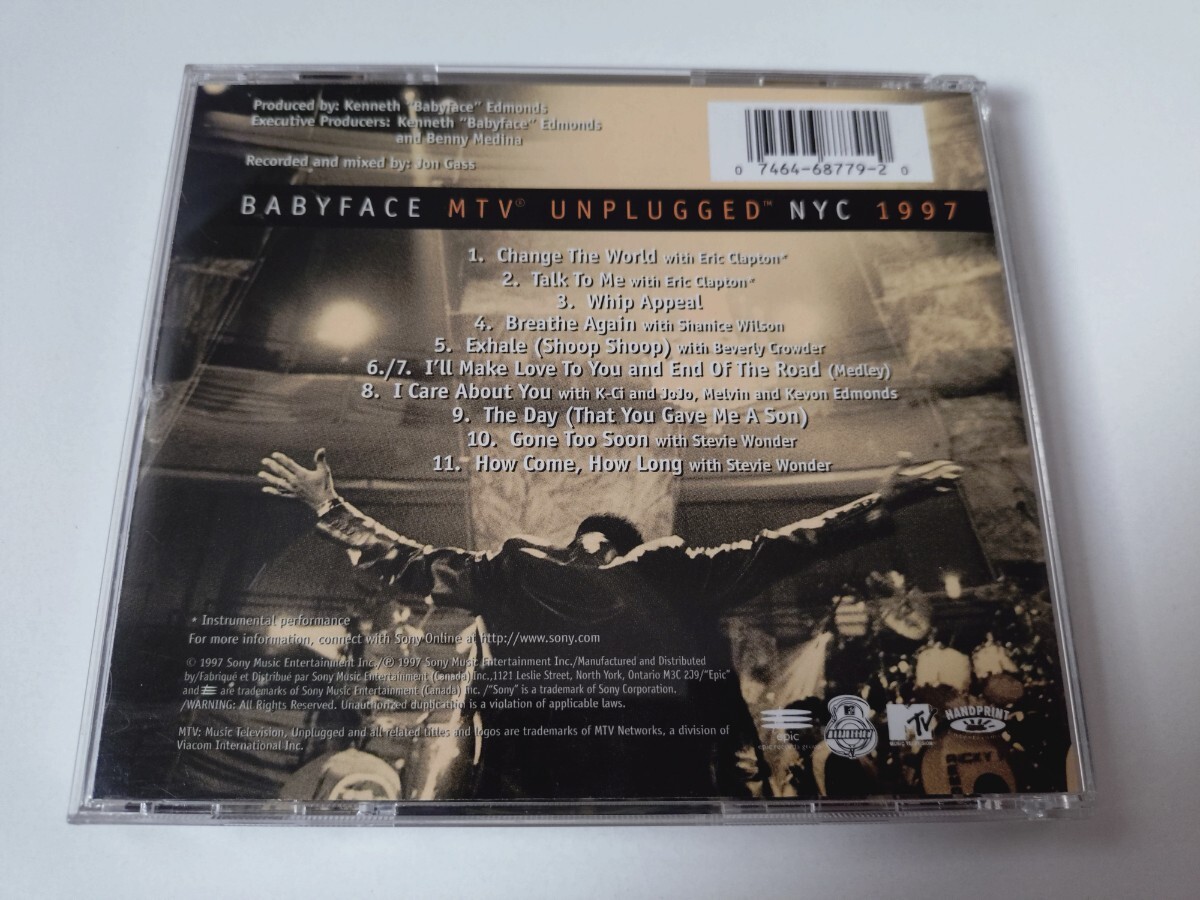 Produced by: Kenneth "Babyface" Edmonds
Executive Producers: Kenneth "Babyface" Edmonds
and Benny Medina
Recorded and mixed by: Jon Gass
0 7464-68779-2 0
BABYFACE MTV® UNPLUGGED™ NYC 1997
1. Change The World with Eric Clapton*
2. Talk To Me with Eric Clapton*
3. Whip Appeal
4. Breathe Again with Shanice Wilson
5. Exhale (Shoop Shoop) with Beverly Crowder
6./7. I'll Make Love To You and End Of The Road (Medley)
8. I Care About You with K-Ci and JoJo, Melvin and Kevon Edmonds
9. The Day (That You Gave Me A Son)
10. Gone Too Soon with Stevie Wonder
11. How Come, How Long with Stevie Wonder
• Instrumental performance
For more information, connect with Sony Online at http://www.sony.com
© 1997 Sony Music Entertainment Inc./℗ 1997 Sony Music Entertainment Inc./Manufactured and Distributed
by/Fabriqué et Distribué par Sony Music Entertainment (Canada) Inc.,1121 Leslie Street, North York, Ontario M3C 2J9/"Epic"
and are trademarks of Sony Music Entertainment (Canada) Inc. /"Sony" is a trademark of Sony Corporation.
/WARNING: All Rights Reserved. Unauthorized duplication is a violation of applicable laws.
MTV: Music Television, Unplugged and all related titles and logos are trademarks of MTV Networks, a division of
Viacom International Inc.
epic
epic records group
UNPLUGGED
MTV
MUSIC TELEVISION
HANDPRINT